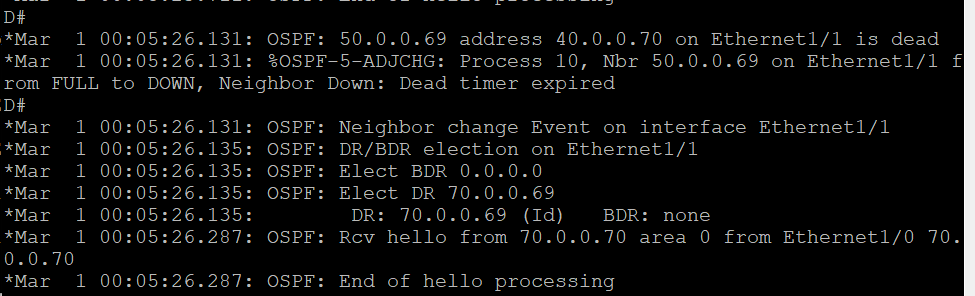 D#
*Mar  1 00:05:26.131: OSPF: 50.0.0.69 address 40.0.0.70 on Ethernet1/1 is dead
*Mar  1 00:05:26.131: %OSPF-5-ADJCHG: Process 10, Nbr 50.0.0.69 on Ethernet1/1 f
rom FULL to DOWN, Neighbor Down: Dead timer expired
D#
*Mar  1 00:05:26.131: OSPF: Neighbor change Event on interface Ethernet1/1
*Mar  1 00:05:26.135: OSPF: DR/BDR election on Ethernet1/1
*Mar  1 00:05:26.135: OSPF: Elect BDR 0.0.0.0
*Mar  1 00:05:26.135: OSPF: Elect DR 70.0.0.69
*Mar  1 00:05:26.135:        DR: 70.0.0.69 (Id)   BDR: none
*Mar  1 00:05:26.287: OSPF: Rcv hello from 70.0.0.70 area 0 from Ethernet1/0 70.
0.0.70
*Mar  1 00:05:26.287: OSPF: End of hello processing